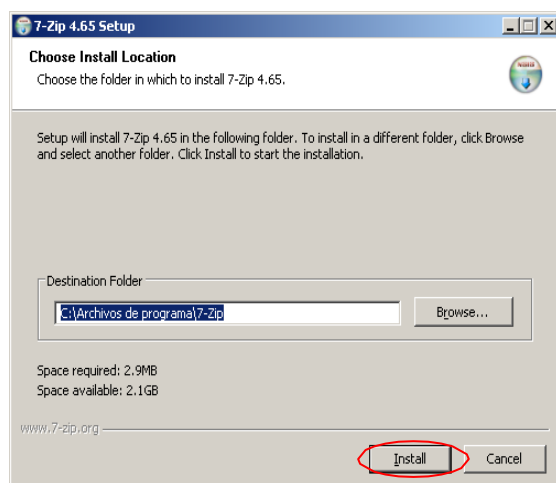 7-Zip 4.65 Setup
Choose Install Location
Choose the folder in which to install 7-Zip 4.65.
Setup will install 7-Zip 4.65 in the following folder. To install in a different folder, click Browse
and select another folder. Click Install to start the installation.
Destination Folder
C:\Archivos de programa\7-Zip
Browse...
Space required: 2.9MB
Space available: 2.1GB
www.7-zip.org
Install
Cancel